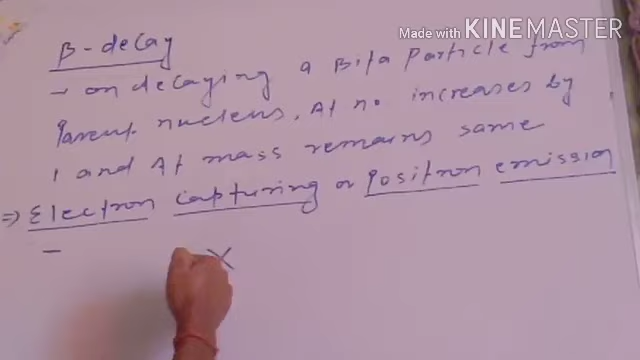 Made with KINEMASTER
β-decay
→ on decaying a Bita particle from
Parent nucleus, At no increases by
1 and At mass remains same
⇒ Electron capturing or Positron emission
- X